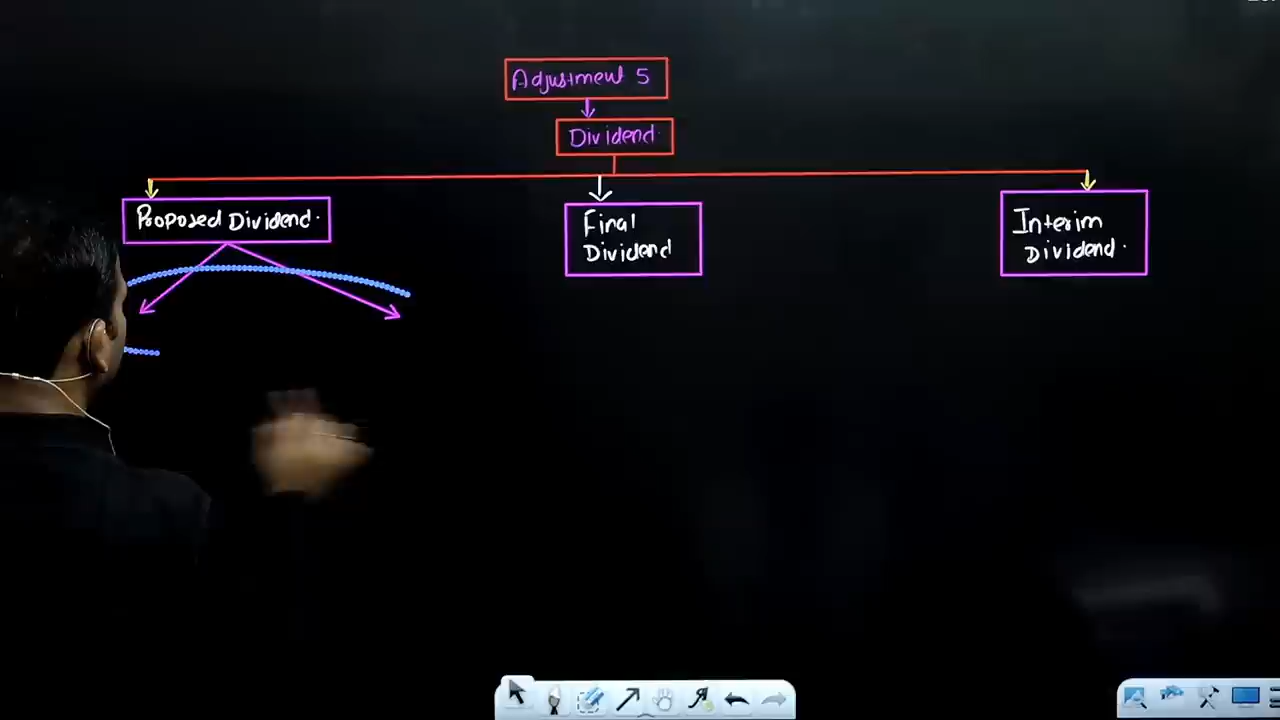 Adjustment 5
Dividend.
Proposed Dividend.
Final
Dividend
Interim
Dividend.